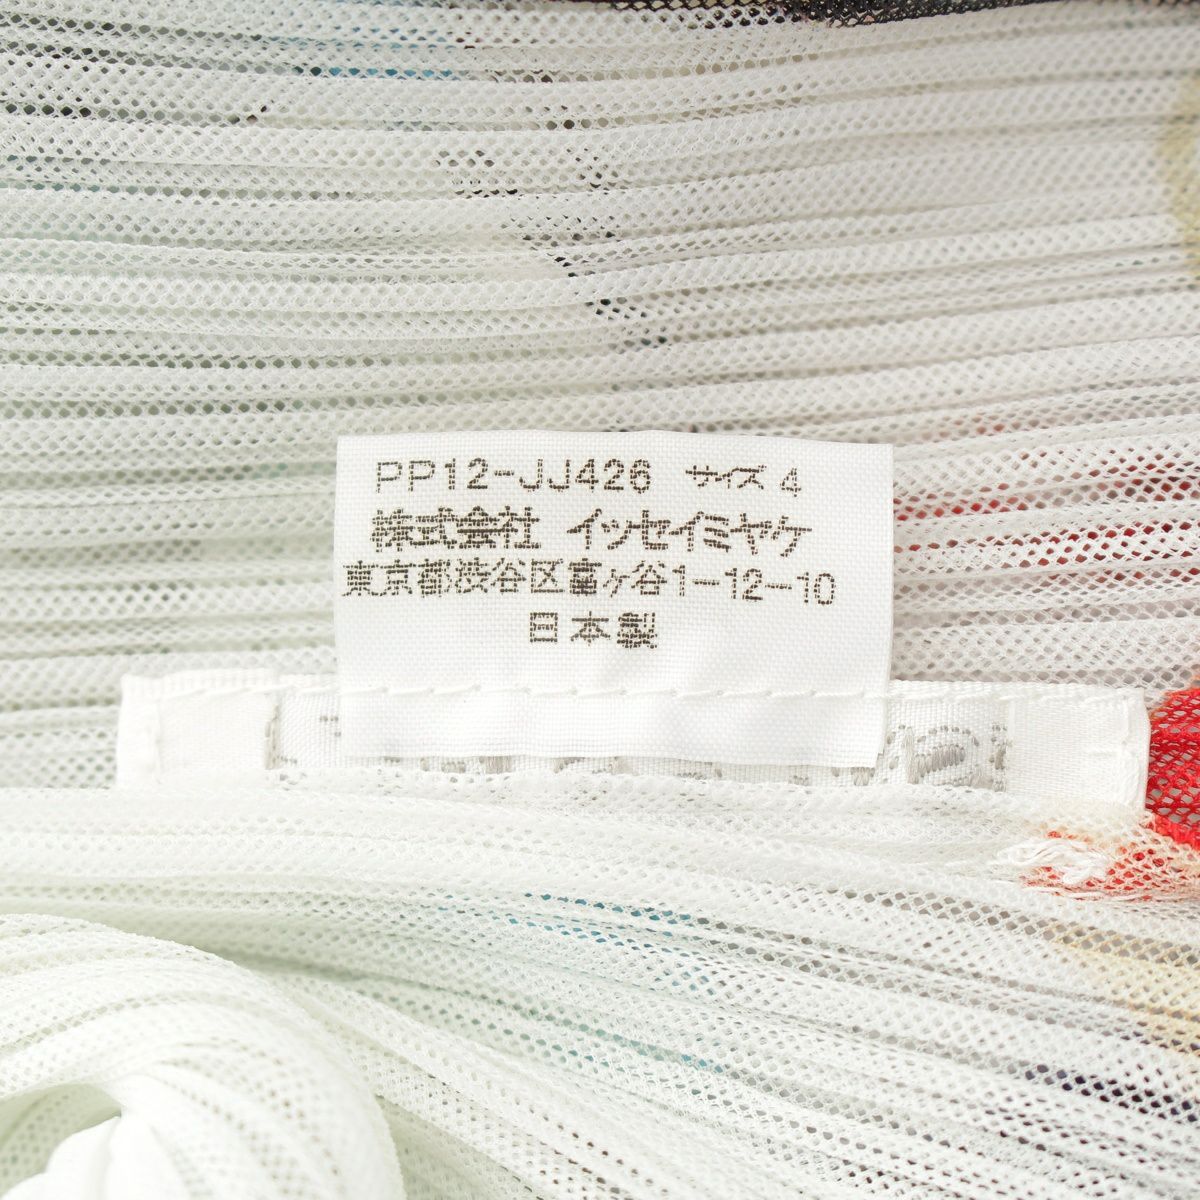 PP12-JJ426 サイズ 4
株式会社 イッセイミヤケ
東京都渋谷区富ヶ谷1-12-10
日本製